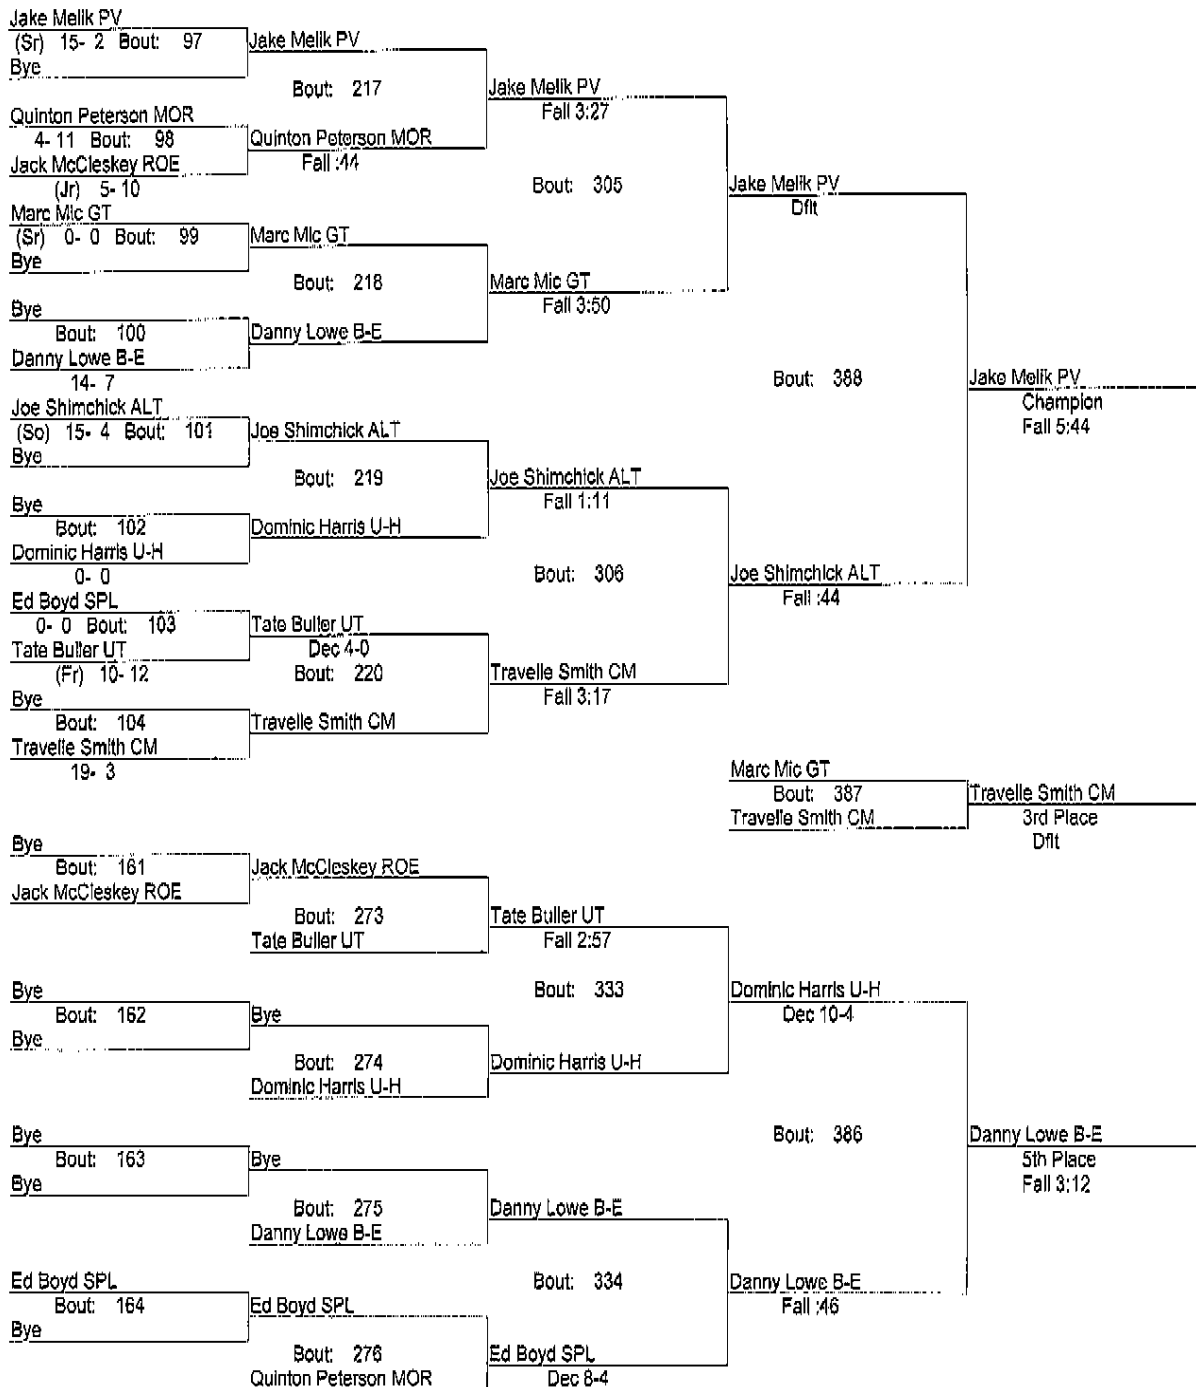 Jake Melik PV
(Sr) 15- 2 Bout: 97
Bye
Jake Melik PV
Bout: 217
Quinton Peterson MOR
4- 11 Bout: 98
Jack McCleskey ROE
(Jr) 5- 10
Quinton Peterson MOR
Fall :44
Jake Melik PV
Fall 3:27
Bout: 305
Marc Mic GT
(Sr) 0- 0 Bout: 99
Bye
Marc Mic GT
Bout: 218
Bye
Bout: 100
Danny Lowe B-E
14- 7
Danny Lowe B-E
Marc Mic GT
Fall 3:50
Jake Melik PV
Dflt
Bout: 388
Joe Shimchick ALT
(So) 15- 4 Bout: 101
Bye
Joe Shimchick ALT
Bout: 219
Bye
Bout: 102
Dominic Harris U-H
0- 0
Dominic Harris U-H
Joe Shimchick ALT
Fall 1:11
Bout: 306
Ed Boyd SPL
0- 0 Bout: 103
Tate Buller UT
(Fr) 10- 12
Tate Buller UT
Dec 4-0
Bout: 220
Bye
Bout: 104
Travelle Smith CM
19- 3
Travelle Smith CM
Travelle Smith CM
Fall 3:17
Joe Shimchick ALT
Fall :44
Jake Melik PV
Champion
Fall 5:44
Marc Mic GT
Bout: 387
Travelle Smith CM
Travelle Smith CM
3rd Place
Dflt
Bye
Bout: 161
Jack McCleskey ROE
Jack McCleskey ROE
Bout: 273
Tate Buller UT
Tate Buller UT
Fall 2:57
Bout: 333
Bye
Bout: 162
Bye
Bye
Bout: 274
Dominic Harris U-H
Dominic Harris U-H
Dominic Harris U-H
Dec 10-4
Bout: 386
Bye
Bout: 163
Bye
Bye
Bout: 275
Danny Lowe B-E
Danny Lowe B-E
Bout: 334
Ed Boyd SPL
Bout: 164
Bye
Ed Boyd SPL
Bout: 276
Quinton Peterson MOR
Ed Boyd SPL
Dec 8-4
Danny Lowe B-E
Fall :46
Danny Lowe B-E
5th Place
Fall 3:12